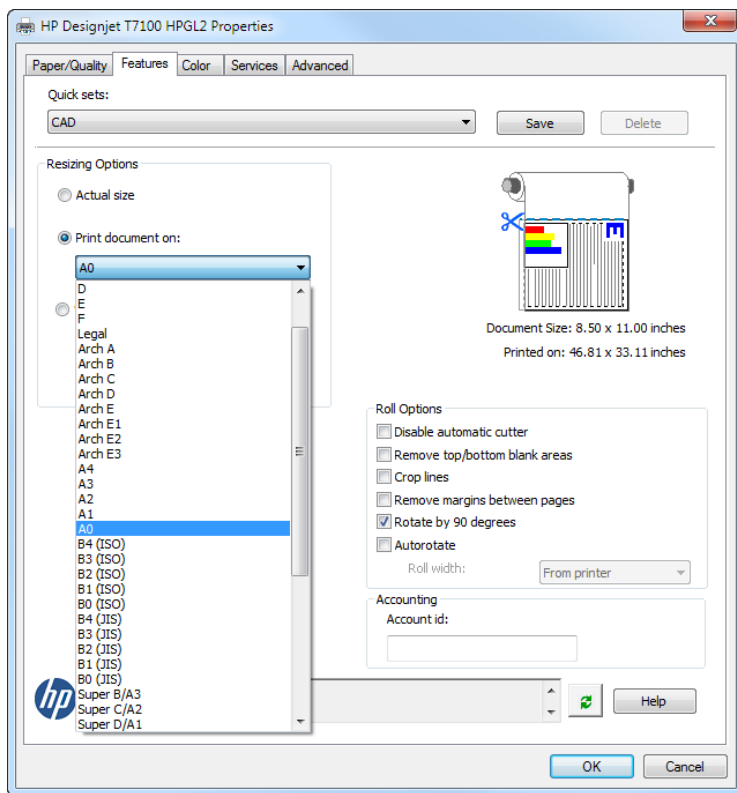 HP Designjet T7100 HPGL2 Properties
Paper/Quality Features Color Services Advanced
Quick sets:
CAD
Save
Delete
Resizing Options
Actual size
Print document on:
A0
D
E
F
Legal
Arch A
Arch B
Arch C
Arch D
Arch E
Arch E1
Arch E2
Arch E3
A4
A3
A2
A1
A0
B4 (ISO)
B3 (ISO)
B2 (ISO)
B1 (ISO)
B0 (ISO)
B4 (JIS)
B3 (JIS)
B2 (JIS)
B1 (JIS)
B0 (JIS)
Super B/A3
Super C/A2
Super D/A1
E
Document Size: 8.50 x 11.00 inches
Printed on: 46.81 x 33.11 inches
Roll Options
Disable automatic cutter
Remove top/bottom blank areas
Crop lines
Remove margins between pages
Rotate by 90 degrees
Autorotate
Roll width:
From printer
Accounting
Account id:
hp
Help
OK
Cancel